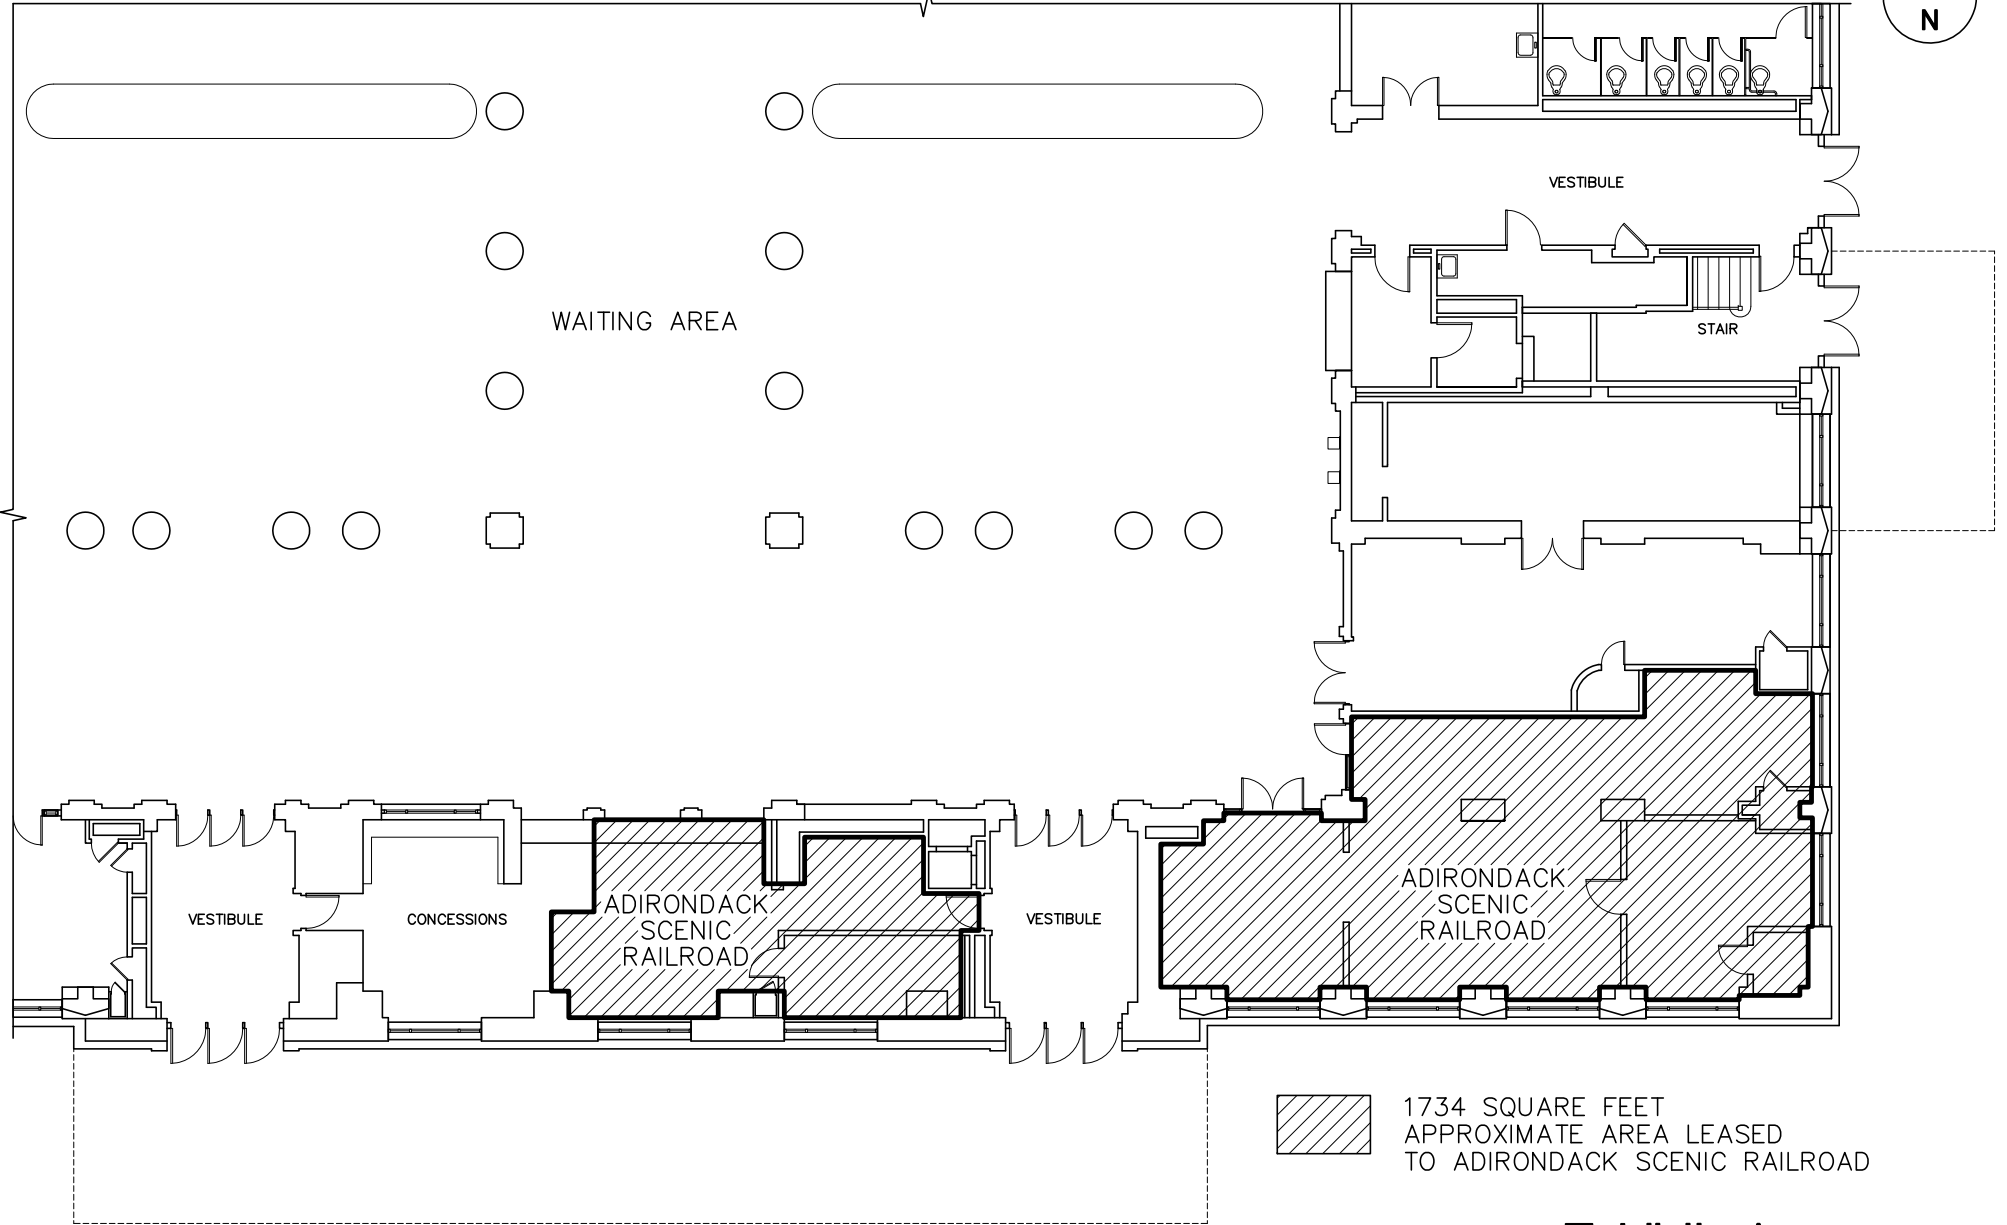 N
VESTIBULE
WAITING AREA
STAIR
ADIRONDACK
SCENIC
RAILROAD
ADIRONDACK
SCENIC
RAILROAD
VESTIBULE
CONCESSIONS
VESTIBULE
1734 SQUARE FEET
APPROXIMATE AREA LEASED
TO ADIRONDACK SCENIC RAILROAD